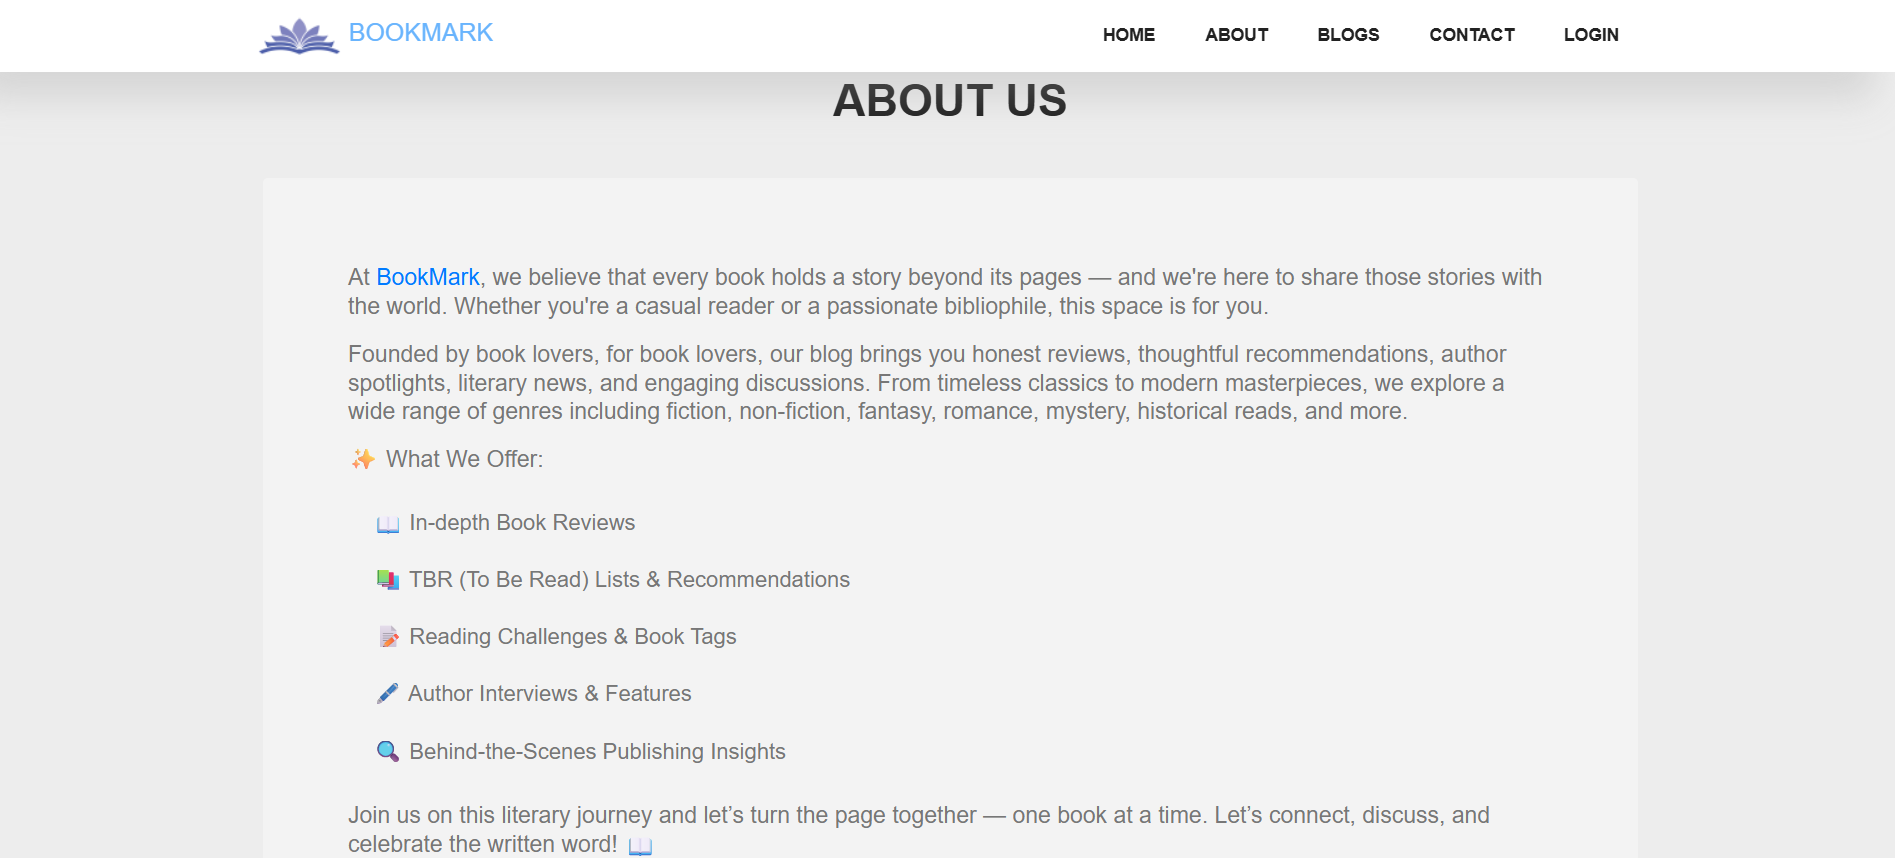 BOOKMARK
HOME ABOUT BLOGS CONTACT LOGIN
ABOUT US
At BookMark, we believe that every book holds a story beyond its pages — and we're here to share those stories with
the world. Whether you're a casual reader or a passionate bibliophile, this space is for you.
Founded by book lovers, for book lovers, our blog brings you honest reviews, thoughtful recommendations, author
spotlights, literary news, and engaging discussions. From timeless classics to modern masterpieces, we explore a
wide range of genres including fiction, non-fiction, fantasy, romance, mystery, historical reads, and more.
✨ What We Offer:
📖 In-depth Book Reviews
📚 TBR (To Be Read) Lists & Recommendations
📝 Reading Challenges & Book Tags
🖊️ Author Interviews & Features
🔍 Behind-the-Scenes Publishing Insights
Join us on this literary journey and let’s turn the page together — one book at a time. Let’s connect, discuss, and
celebrate the written word! 📖